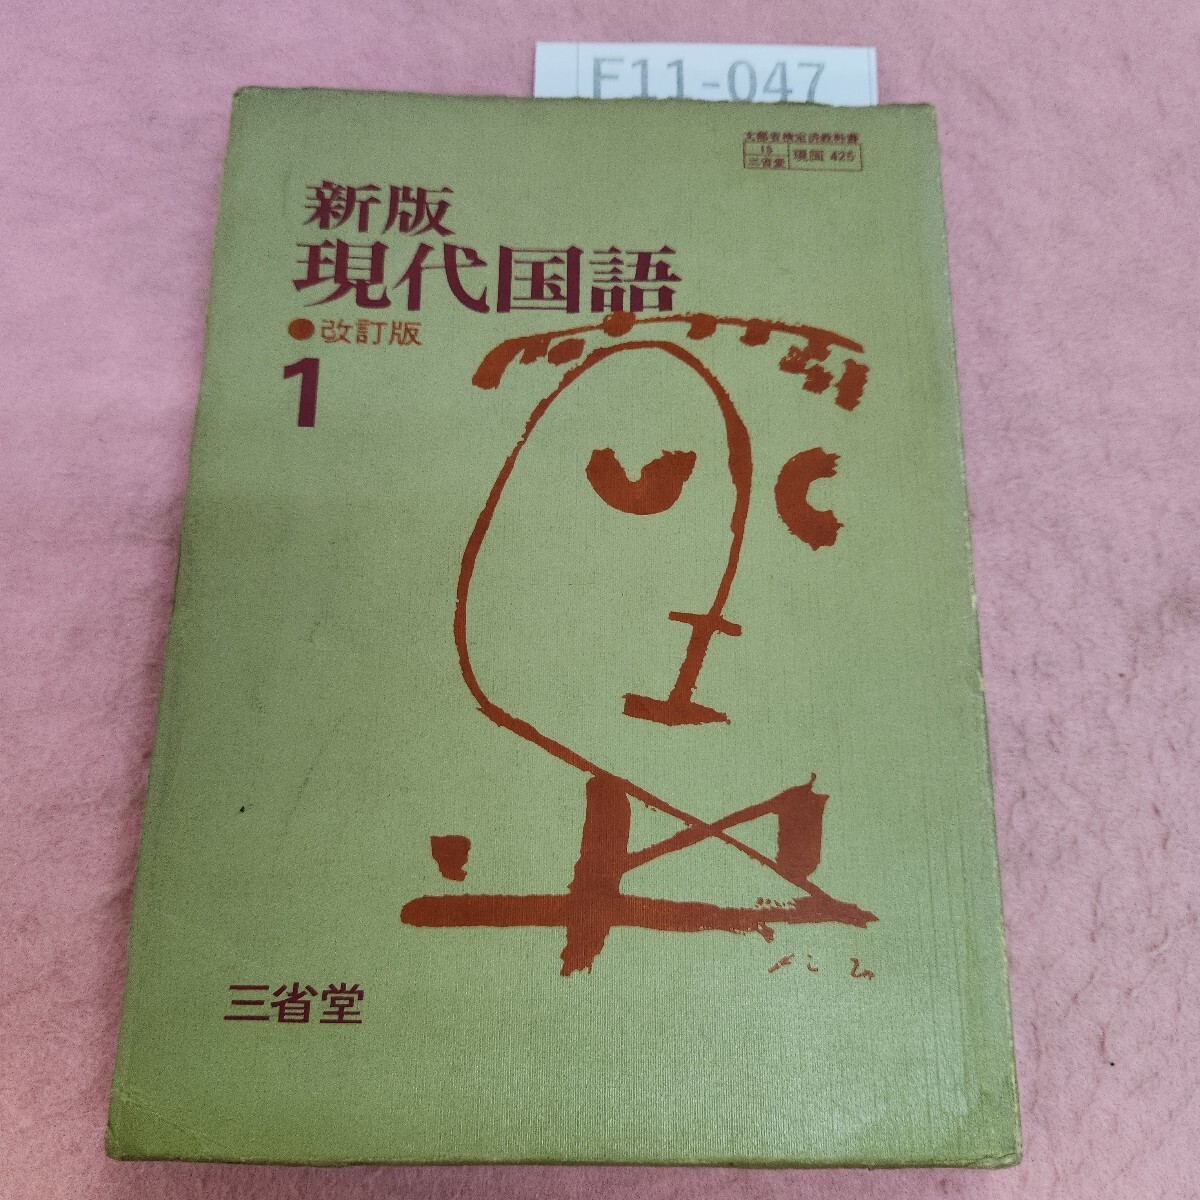 F11-047
文部省検定済教科書
15
三省堂
現国 425
新版
現代国語
●改訂版
1
三省堂